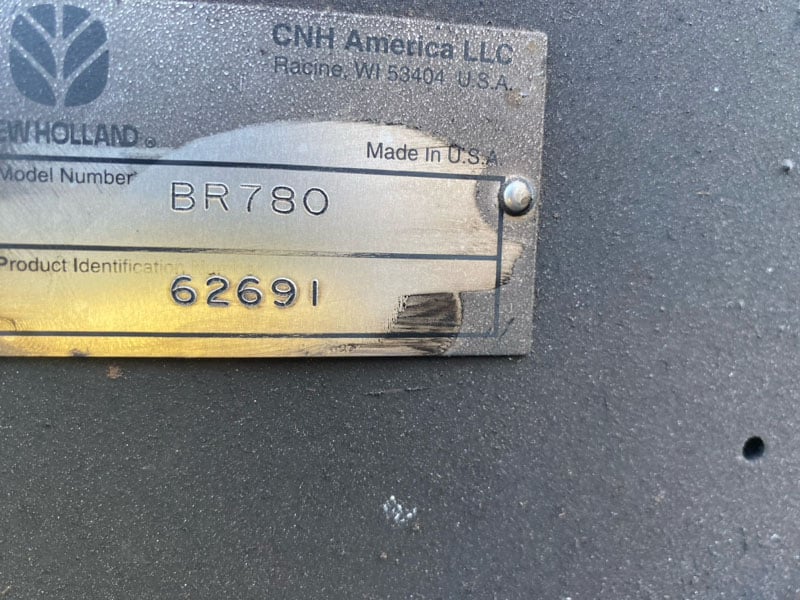 CNH America LLC
Racine, WI 53404 U.S.A.
EW HOLLAND®
Made In U.S.A
Model Number
BR780
Product Identification
62691